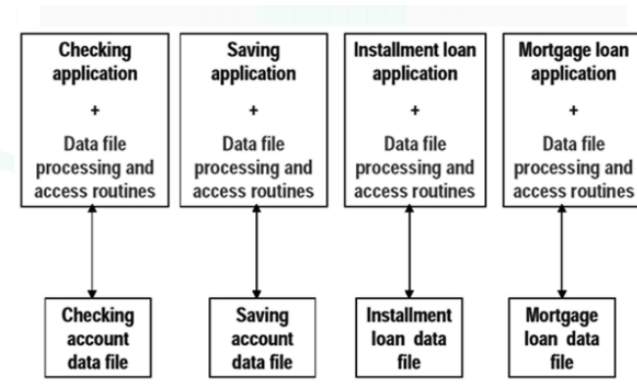 Checking
application
+
Data file
processing and
access routines
Saving
application
+
Data file
processing and
access routines
Installment loan
application
+
Data file
processing and
access routines
Mortgage loan
application
+
Data file
processing and
access routines
Checking
account
data file
Saving
account
data file
Installment
loan data
file
Mortgage
loan data
file